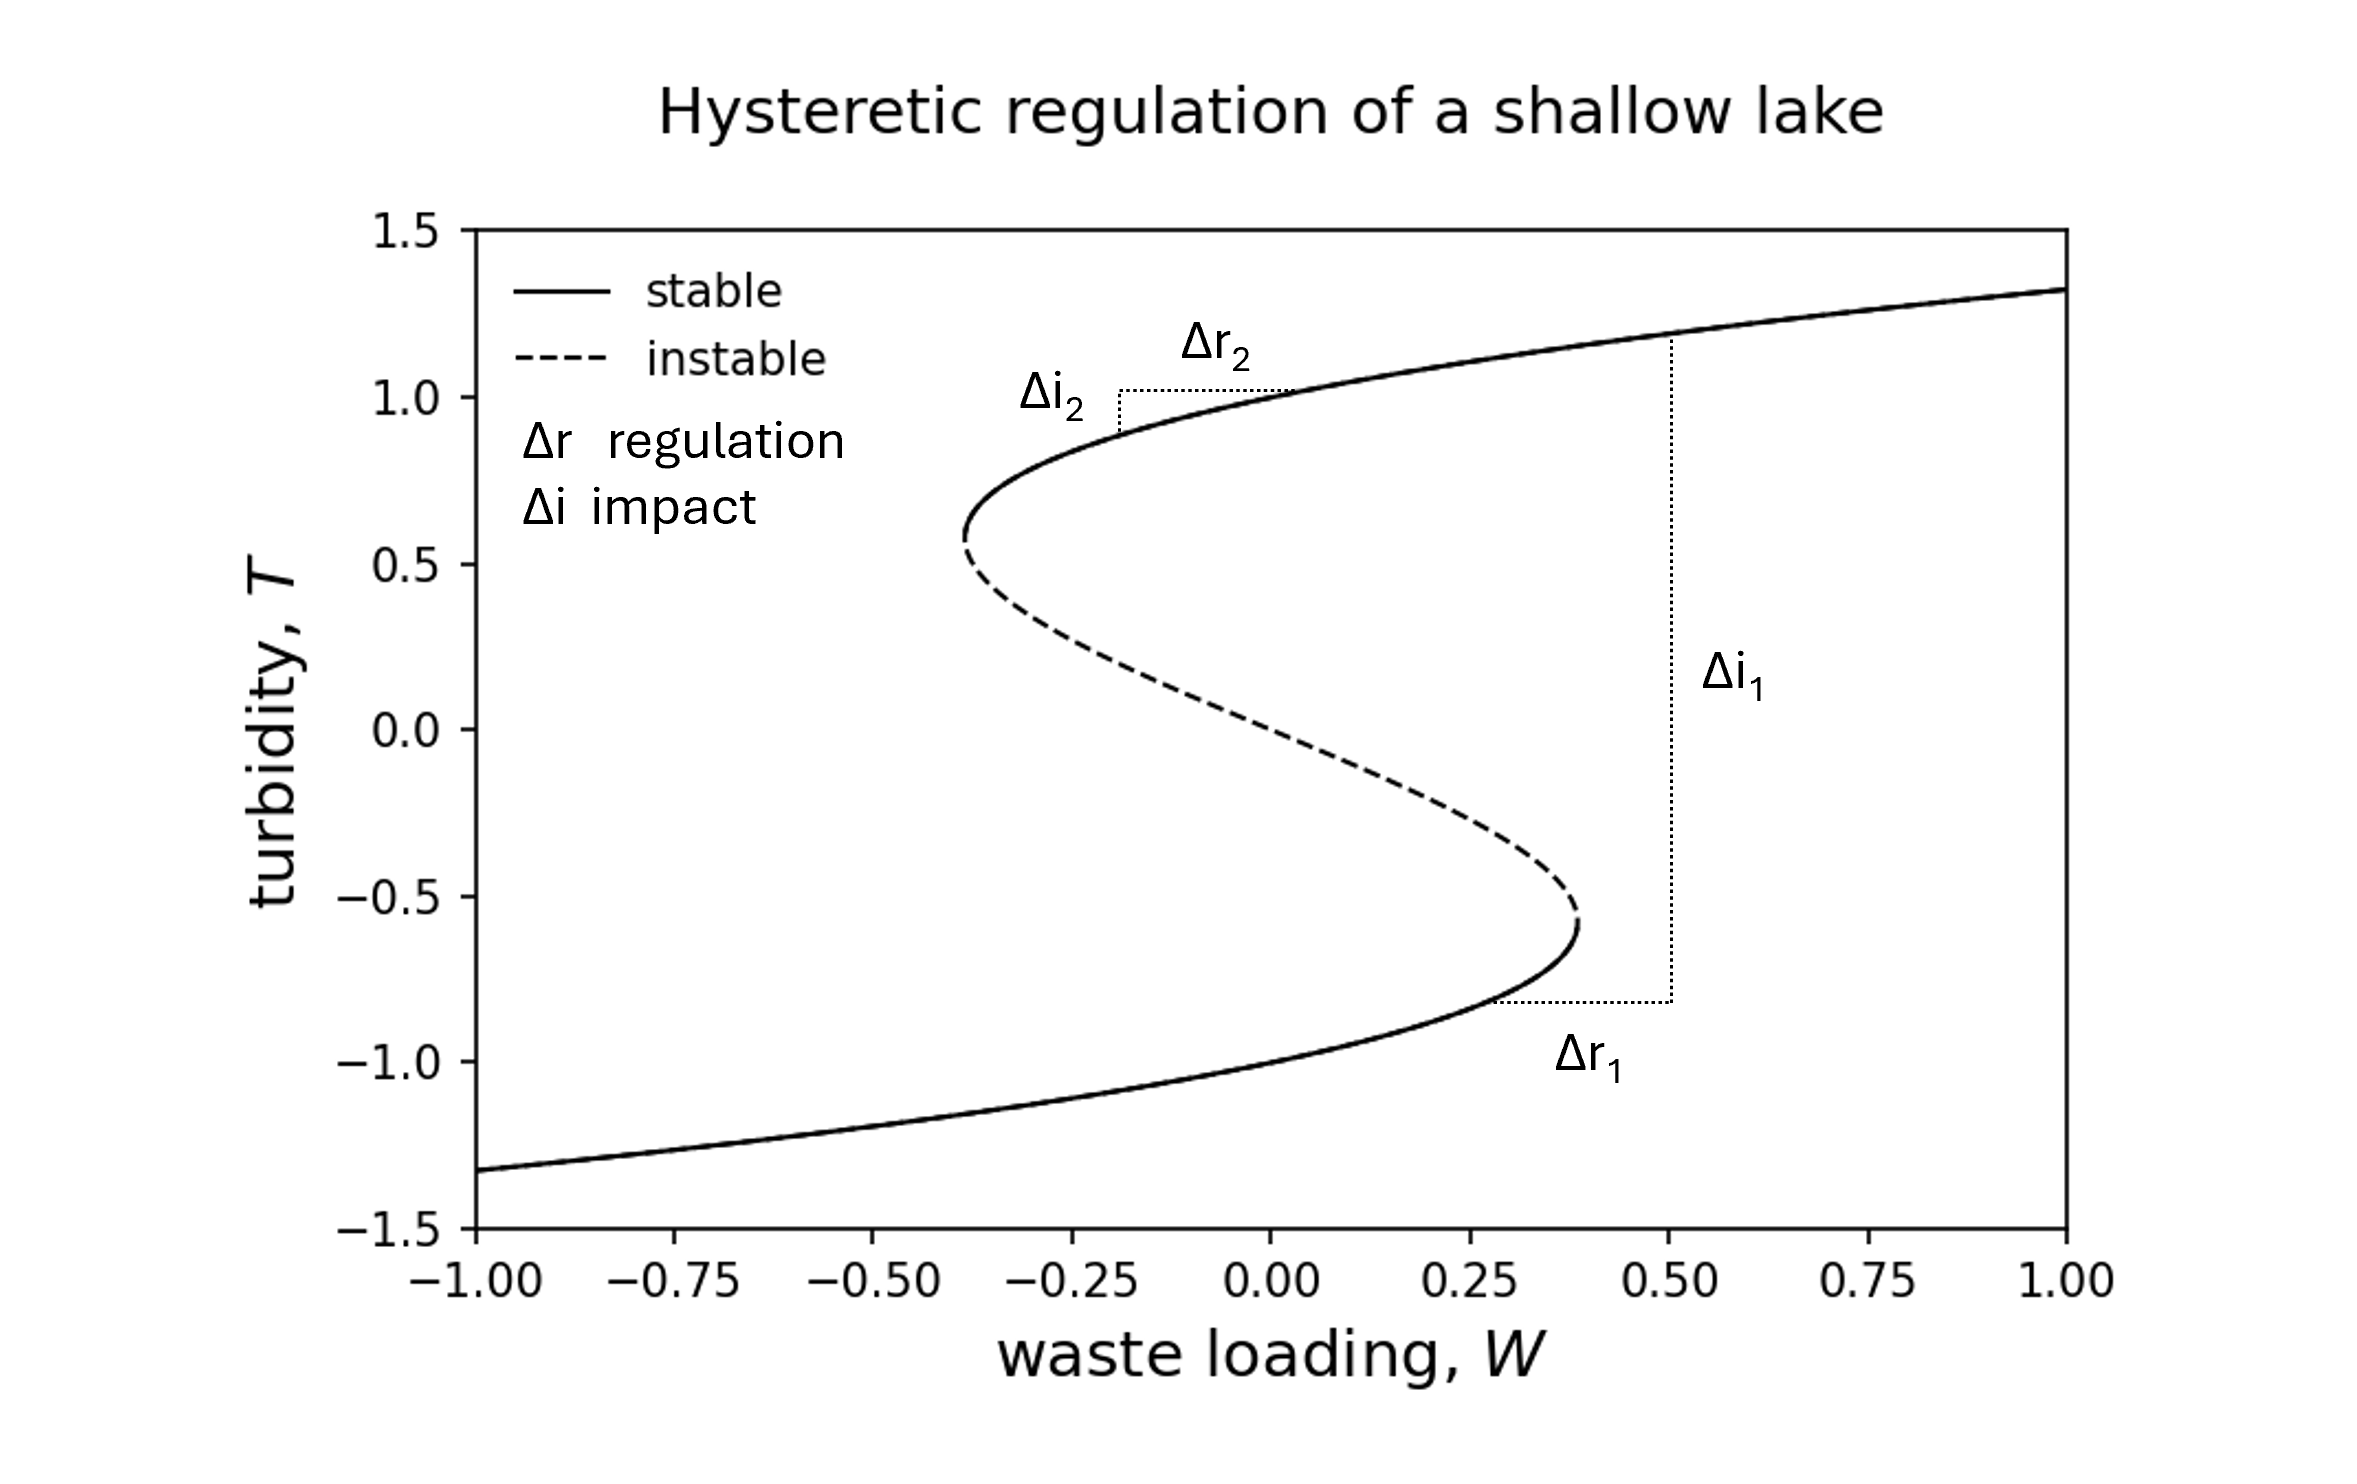 Hysteretic regulation of a shallow lake
1.5
1.0
0.5
0.0
−0.5
−1.0
−1.5
turbidity, T
stable
instable
Δr regulation
Δi impact
Δr₂
Δi₂
Δi₁
Δr₁
−1.00 −0.75 −0.50 −0.25 0.00 0.25 0.50 0.75 1.00
waste loading, W